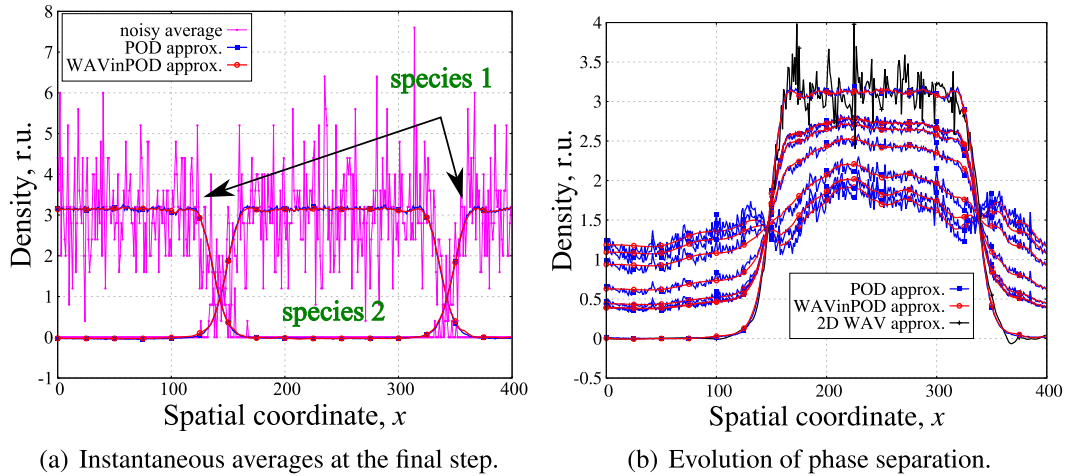 noisy average
POD approx.
WAVinPOD approx.
species 1
species 2
8
7
6
5
4
3
2
1
0
-1
0 100 200 300 400
Density, r.u.
Spatial coordinate, x
(a) Instantaneous averages at the final step.
4
3.5
3
2.5
2
1.5
1
0.5
0
-0.5
0 100 200 300 400
Density, r.u.
POD approx.
WAVinPOD approx.
2D WAV approx.
Spatial coordinate, x
(b) Evolution of phase separation.